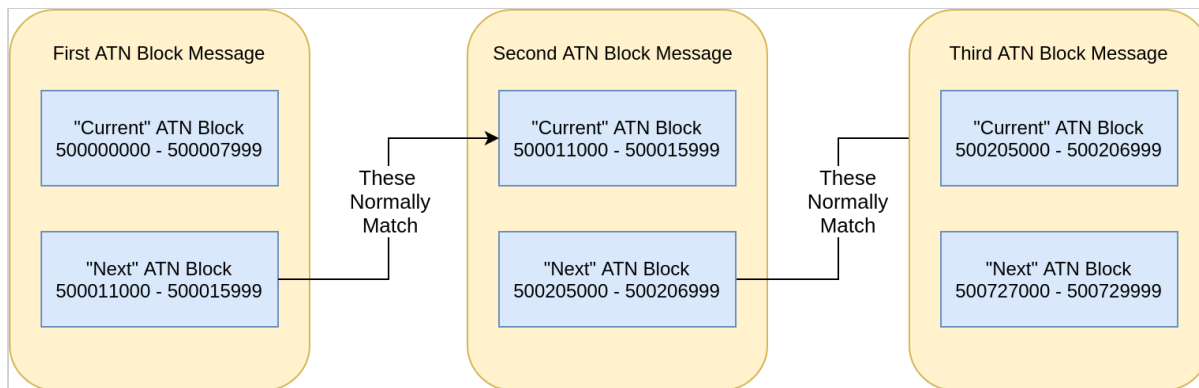 First ATN Block Message
"Current" ATN Block
500000000 - 500007999
"Next" ATN Block
500011000 - 500015999
These
Normally
Match
Second ATN Block Message
"Current" ATN Block
500011000 - 500015999
"Next" ATN Block
500205000 - 500206999
These
Normally
Match
Third ATN Block Message
"Current" ATN Block
500205000 - 500206999
"Next" ATN Block
500727000 - 500729999